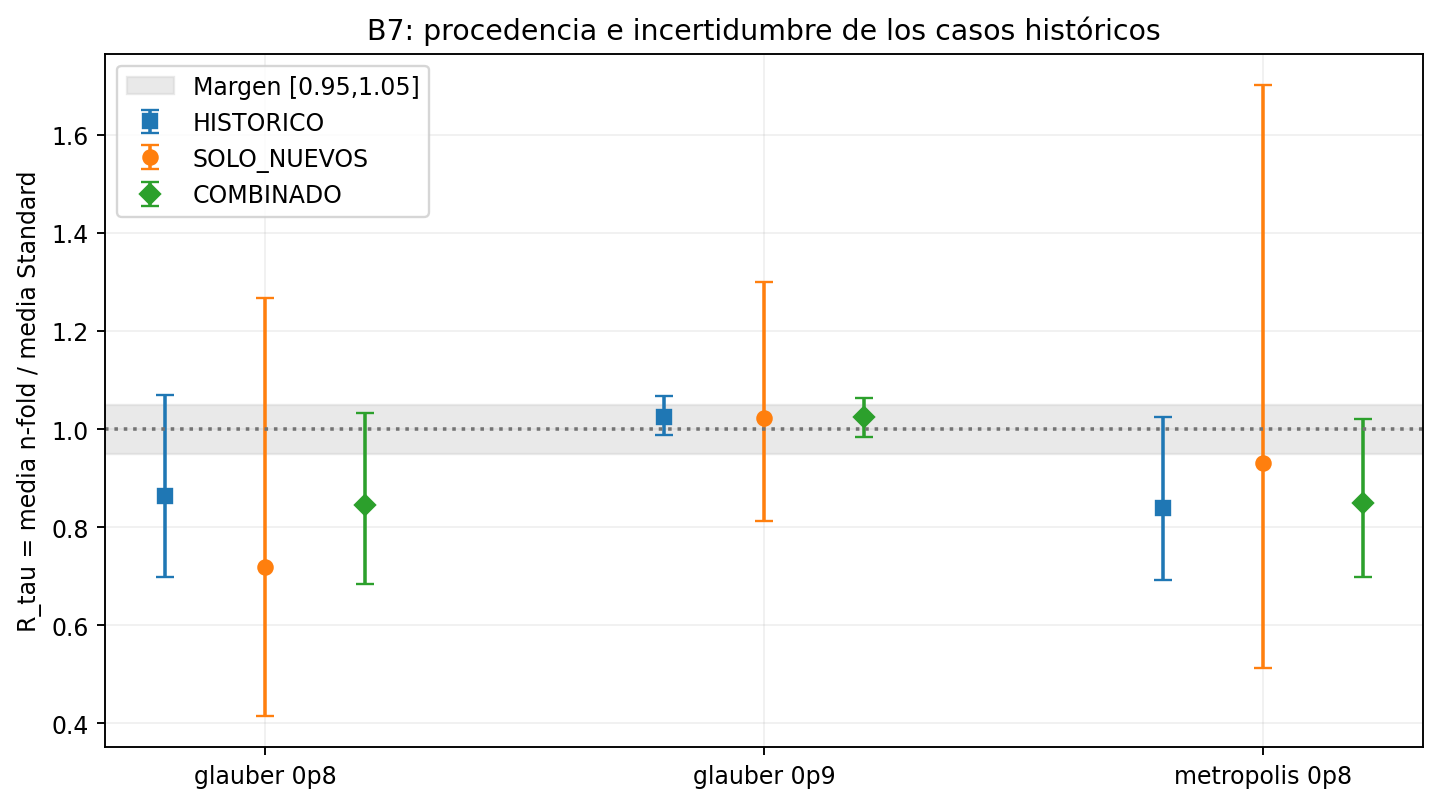 B7: procedencia e incertidumbre de los casos históricos
Margen [0.95,1.05]
HISTORICO
SOLO_NUEVOS
COMBINADO
R_tau = media n-fold / media Standard
1.6
1.4
1.2
1.0
0.8
0.6
0.4
glauber 0p8
glauber 0p9
metropolis 0p8